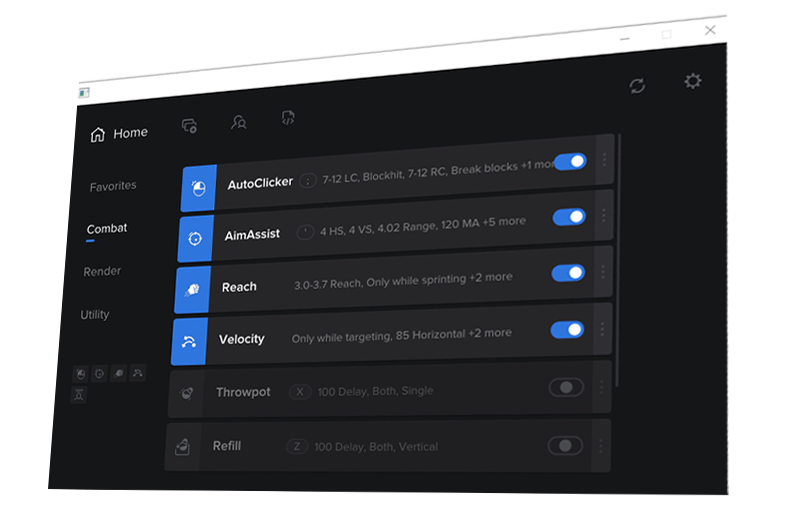 Home
Favorites
Combat
Render
Utility
AutoClicker ; 7-12 LC, Blockhit, 7-12 RC, Break blocks +1 mor
AimAssist ' 4 HS, 4 VS, 4.02 Range, 120 MA +5 more
Reach 3.0-3.7 Reach, Only while sprinting +2 more
Velocity Only while targeting, 85 Horizontal +2 more
Throwpot X 100 Delay, Both, Single
Refill Z 100 Delay, Both, Vertical